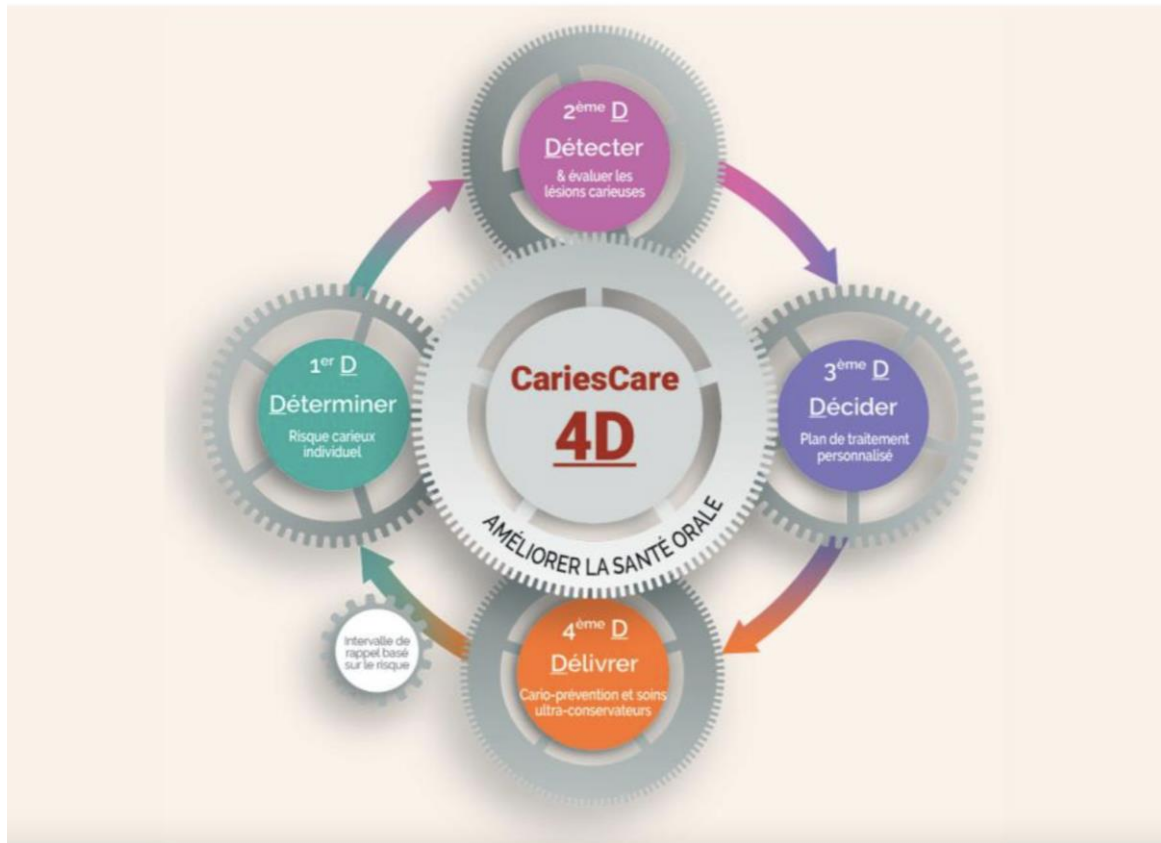 2ème D
Détecter
& évaluer les
lésions carieuses
1er D
Déterminer
Risque carieux
individuel
CariesCare
4D
AMÉLIORER LA SANTÉ ORALE
3ème D
Décider
Plan de traitement
personnalisé
4ème D
Délivrer
Cario-prévention et soins
ultra-conservateurs
Intervalle de
rappel basé
sur le risque